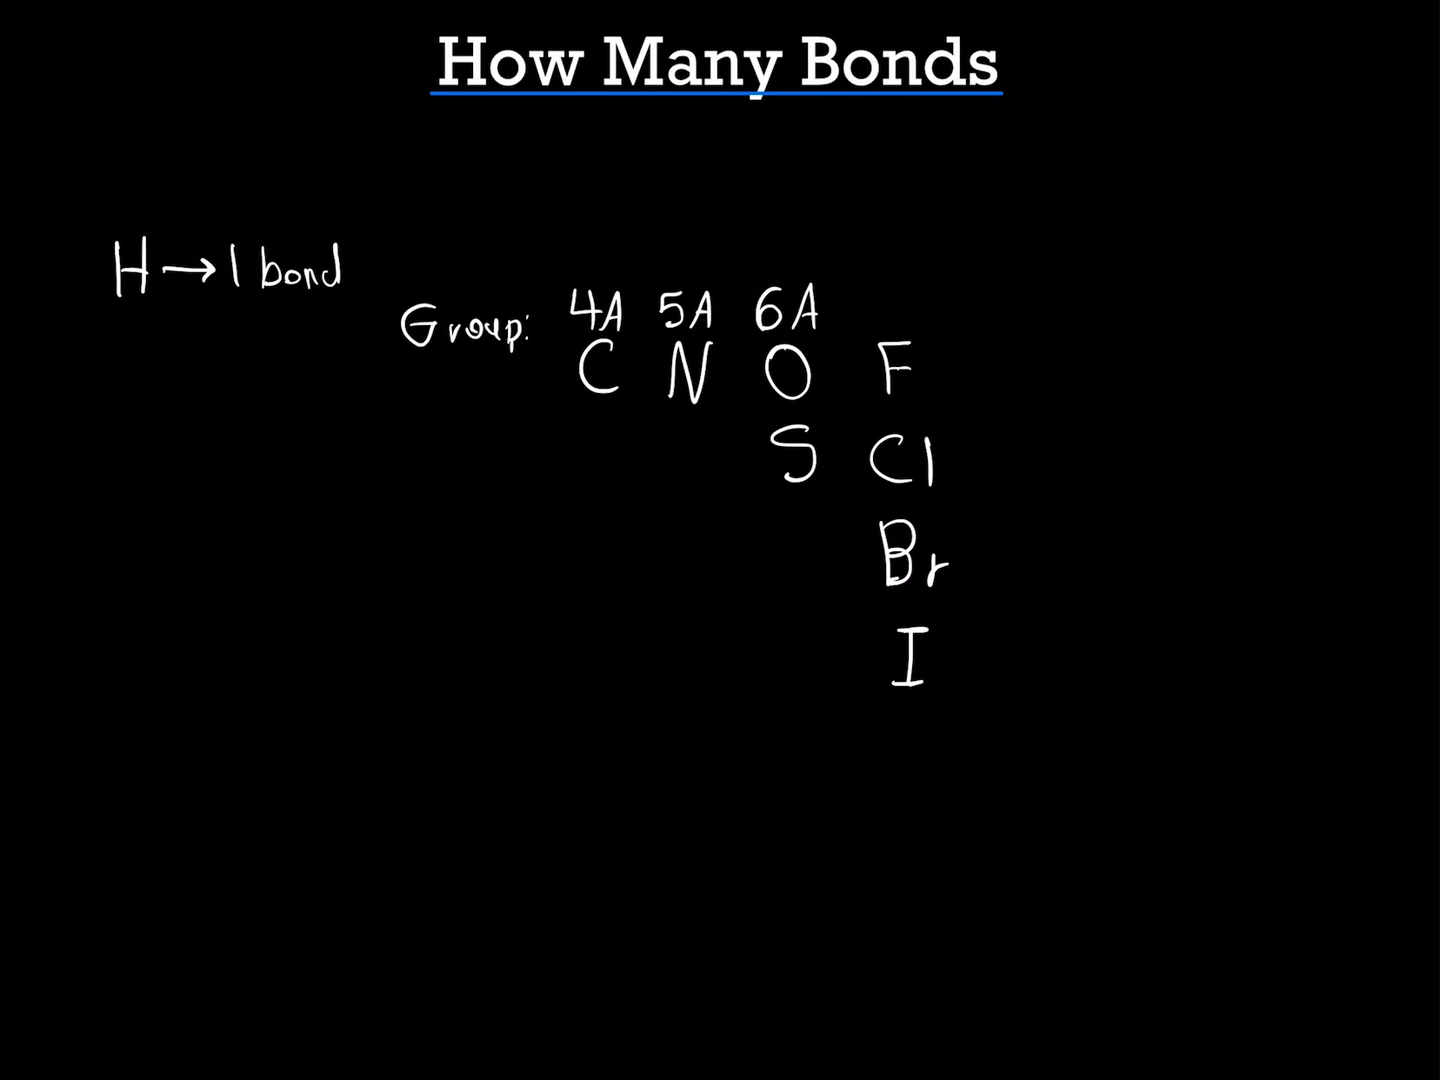 How Many Bonds
H → 1 bond
Group: 4A 5A 6A
C N O F
S Cl
Br
I